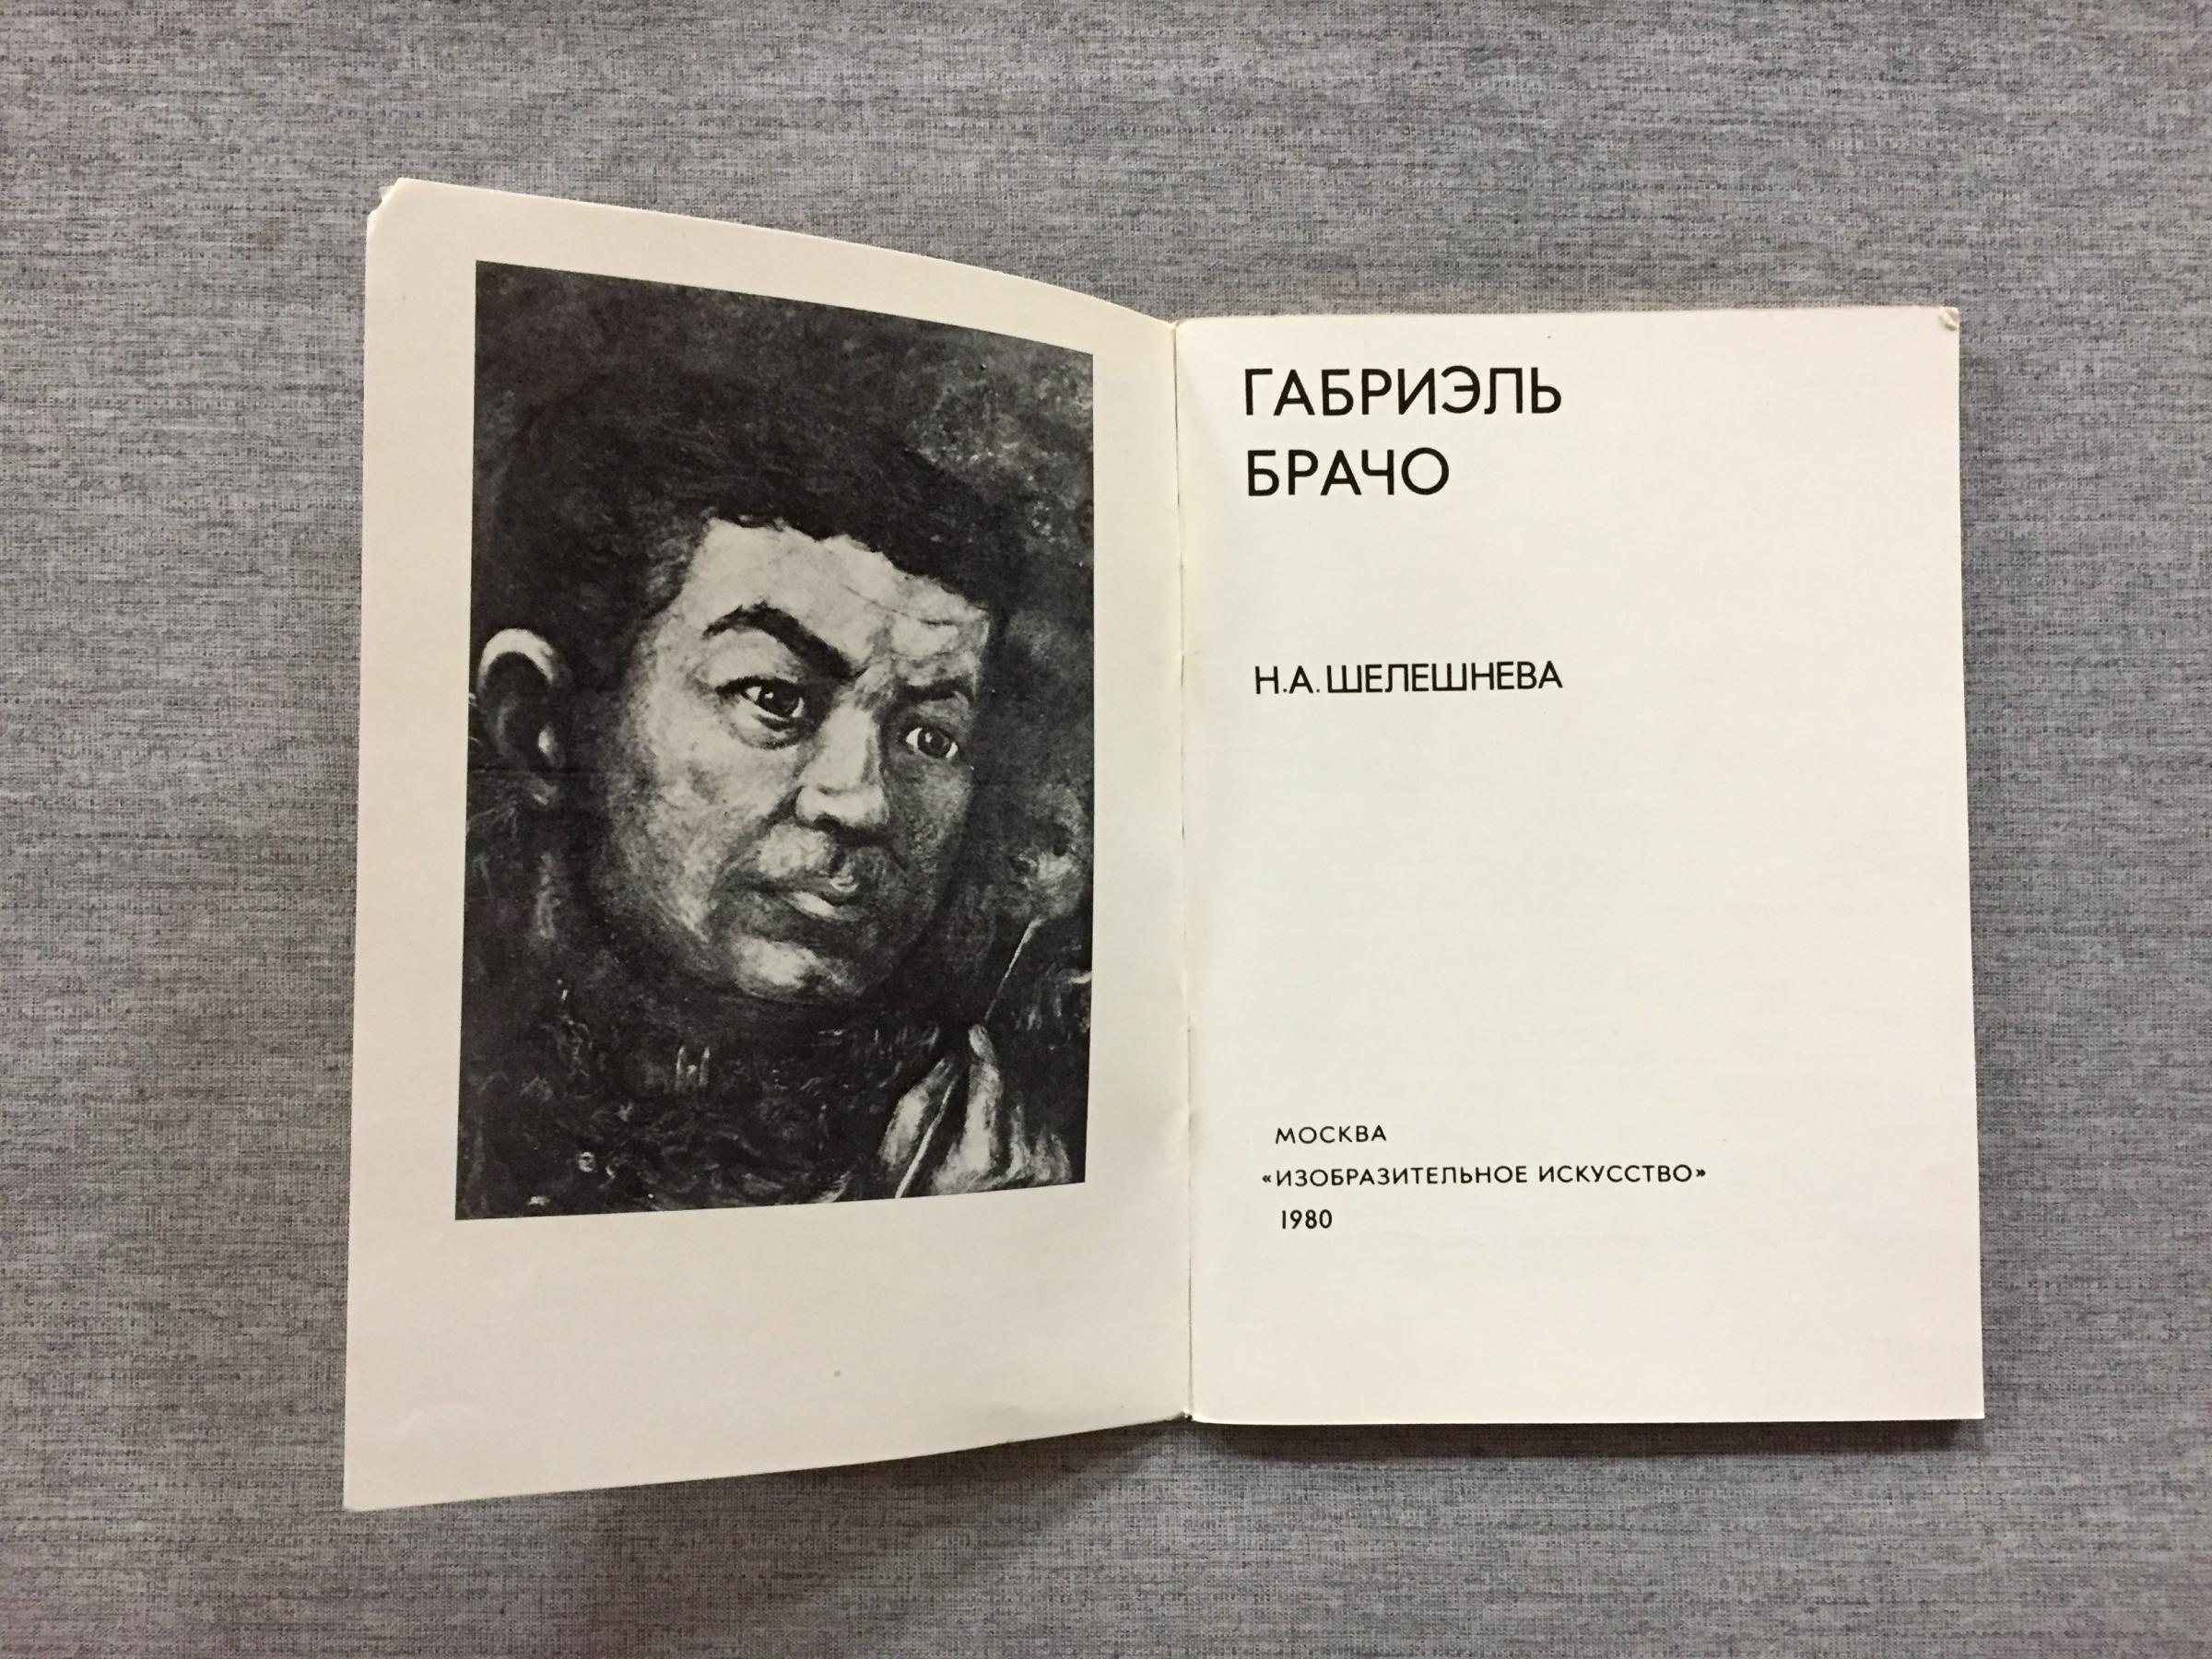 ГАБРИЭЛЬ
БРАЧО
Н.А. ШЕЛЕШНЕВА
МОСКВА
«ИЗОБРАЗИТЕЛЬНОЕ ИСКУССТВО»
1980